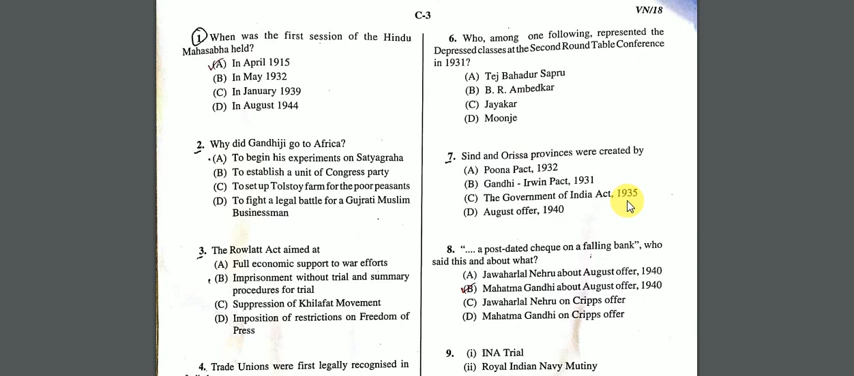 C-3
VN/18
1. When was the first session of the Hindu
Mahasabha held?
(A) In April 1915
(B) In May 1932
(C) In January 1939
(D) In August 1944
2. Why did Gandhiji go to Africa?
(A) To begin his experiments on Satyagraha
(B) To establish a unit of Congress party
(C) To set up Tolstoy farm for the poor peasants
(D) To fight a legal battle for a Gujrati Muslim
Businessman
3. The Rowlatt Act aimed at
(A) Full economic support to war efforts
(B) Imprisonment without trial and summary
procedures for trial
(C) Suppression of Khilafat Movement
(D) Imposition of restrictions on Freedom of
Press
4. Trade Unions were first legally recognised in
6. Who, among one following, represented the
Depressed classes at the Second Round Table Conference
in 1931?
(A) Tej Bahadur Sapru
(B) B. R. Ambedkar
(C) Jayakar
(D) Moonje
7. Sind and Orissa provinces were created by
(A) Poona Pact, 1932
(B) Gandhi - Irwin Pact, 1931
(C) The Government of India Act, 1935
(D) August offer, 1940
8. ".... a post-dated cheque on a falling bank", who
said this and about what?
(A) Jawaharlal Nehru about August offer, 1940
(B) Mahatma Gandhi about August offer, 1940
(C) Jawaharlal Nehru on Cripps offer
(D) Mahatma Gandhi on Cripps offer
9. (i) INA Trial
(ii) Royal Indian Navy Mutiny